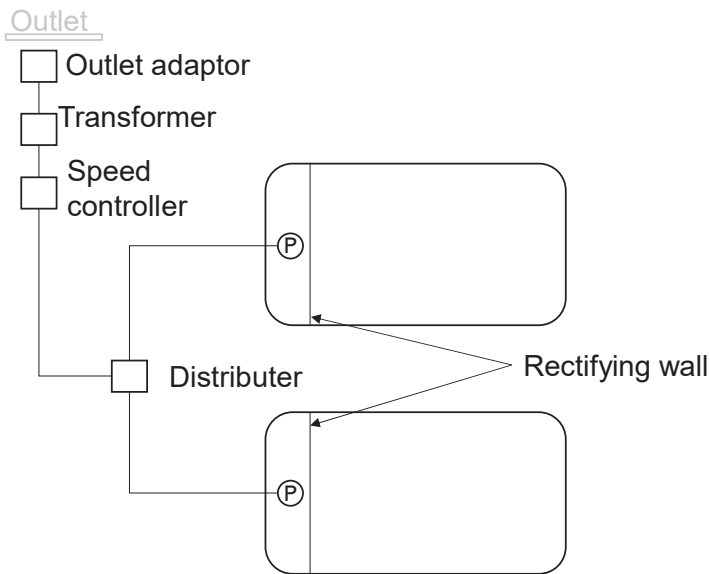 Outlet
Outlet adaptor
Transformer
Speed
controller
P
Distributer
Rectifying wall
P